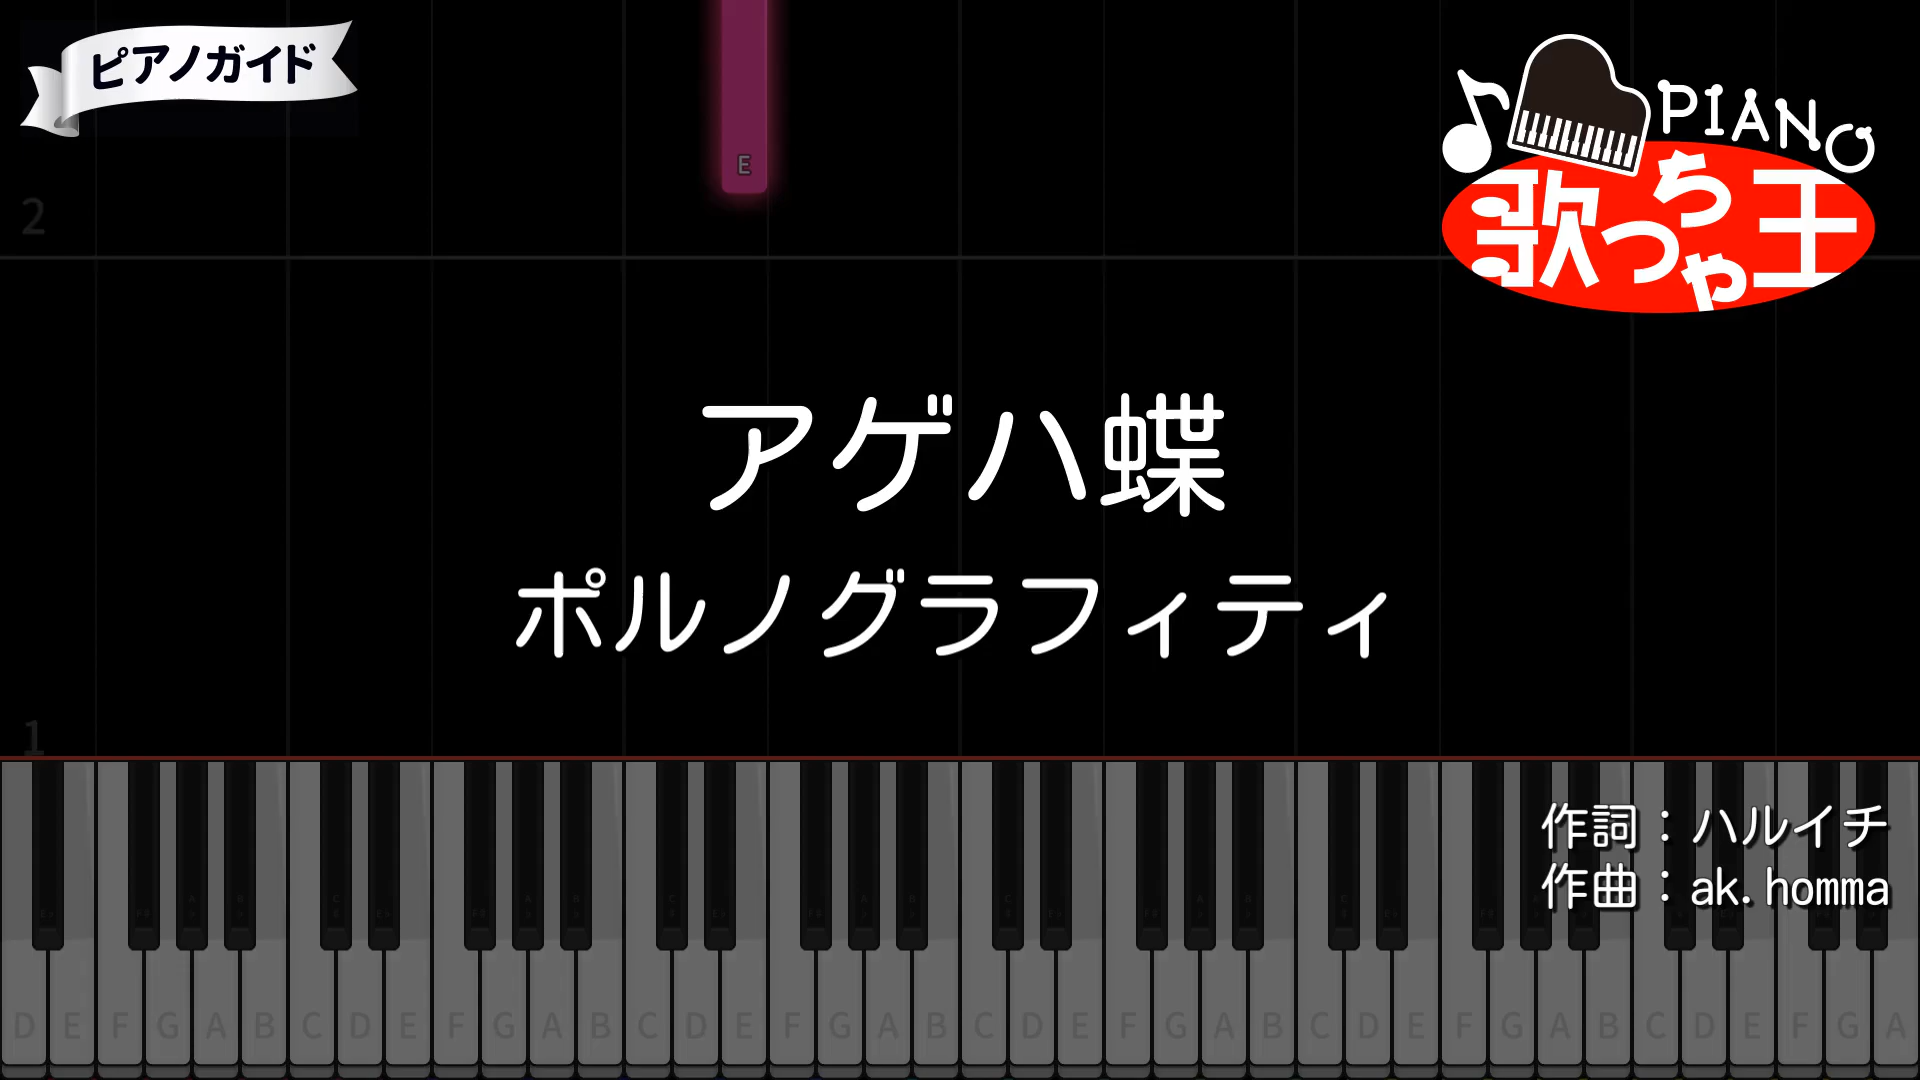 ピアノガイド
PIANO
歌っちゃ王
E
2
アゲハ蝶
ポルノグラフィティ
1
作詞：ハルイチ
作曲：ak.homma
D E F G A B C D E F G A B C D E F G A B C D E F G A B C D E F G A B C D E F G A